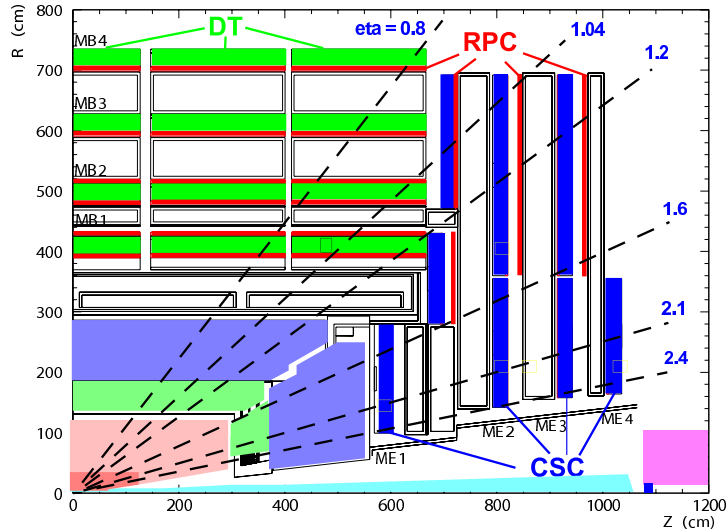 R (cm)
800
700
600
500
400
300
200
100
0
MB4
MB3
MB2
MB1
DT
eta = 0.8
RPC
1.04
1.2
1.6
2.1
2.4
ME1
ME2
ME3
ME4
CSC
0
200
400
600
800
1000
1200
Z (cm)